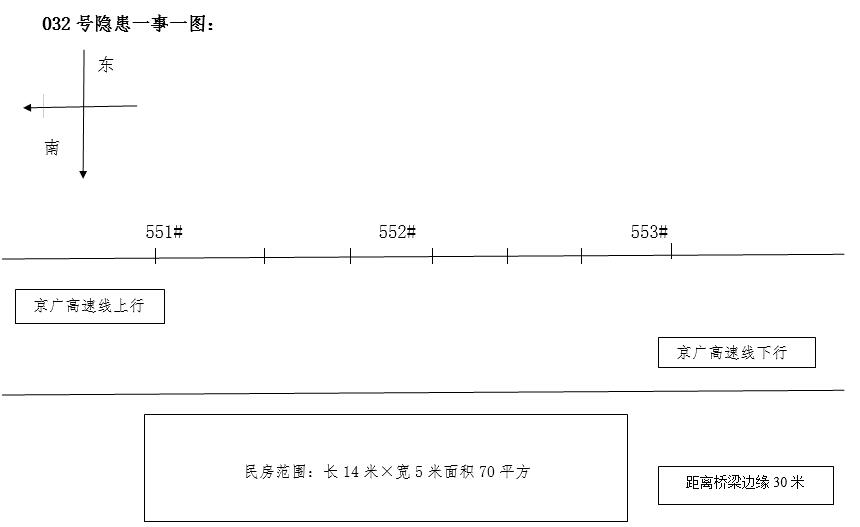 032 号隐患一事一图：
东
南
551#
552#
553#
京广高速线上行
京广高速线下行
民房范围：长 14 米×宽 5 米面积 70 平方
距离桥梁边缘 30 米